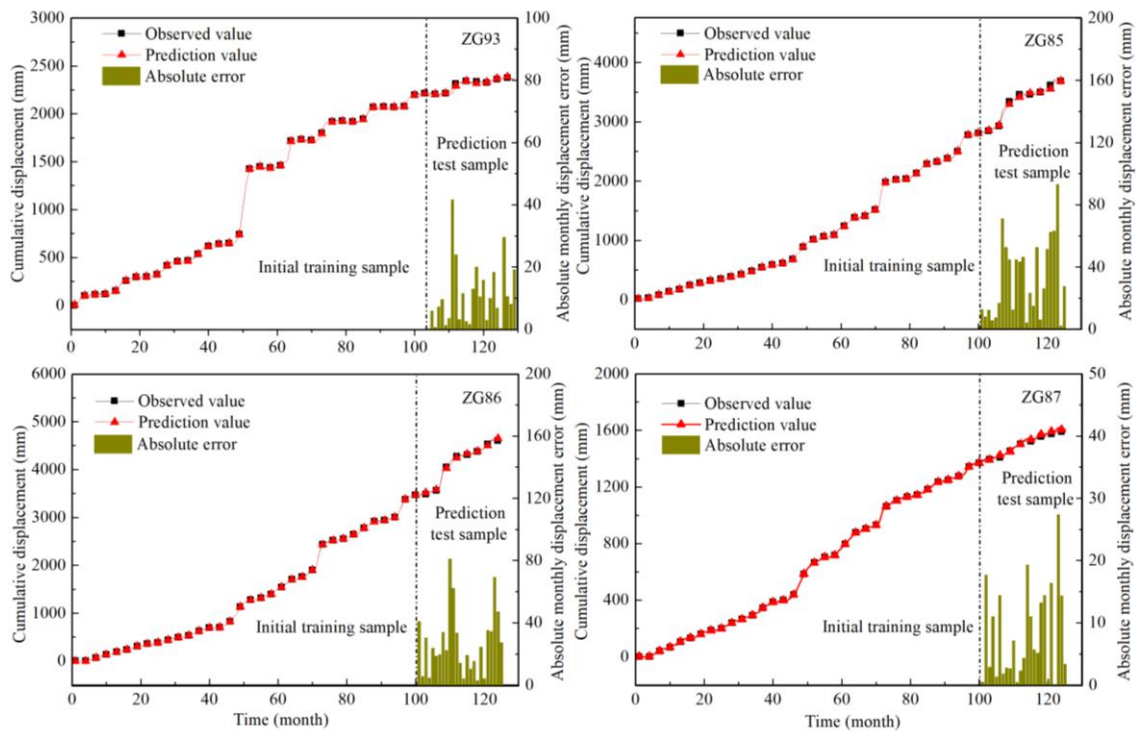 3000
2500
2000
1500
1000
500
0
Cumulative displacement (mm)
Observed value
Prediction value
Absolute error
ZG93
Prediction
test sample
Initial training sample
100
80
60
40
20
0
Absolute monthly displacement error (mm)
0 20 40 60 80 100 120
4000
3000
2000
1000
0
Cumulative displacement (mm)
Observed value
Prediction value
Absolute error
ZG85
Prediction
test sample
Initial training sample
200
160
120
80
40
0
Absolute monthly displacement error (mm)
0 20 40 60 80 100 120
6000
5000
4000
3000
2000
1000
0
Cumulative displacement (mm)
ZG86
Observed value
Prediction value
Absolute error
Prediction
test sample
Initial training sample
200
160
120
80
40
0
Absolute monthly displacement error (mm)
0 20 40 60 80 100 120
Time (month)
2000
1600
1200
800
400
0
Cumulative displacement (mm)
Observed value
Prediction value
Absolute error
ZG87
Prediction
test sample
Initial training sample
50
40
30
20
10
0
Absolute monthly displacement error (mm)
0 20 40 60 80 100 120
Time (month)